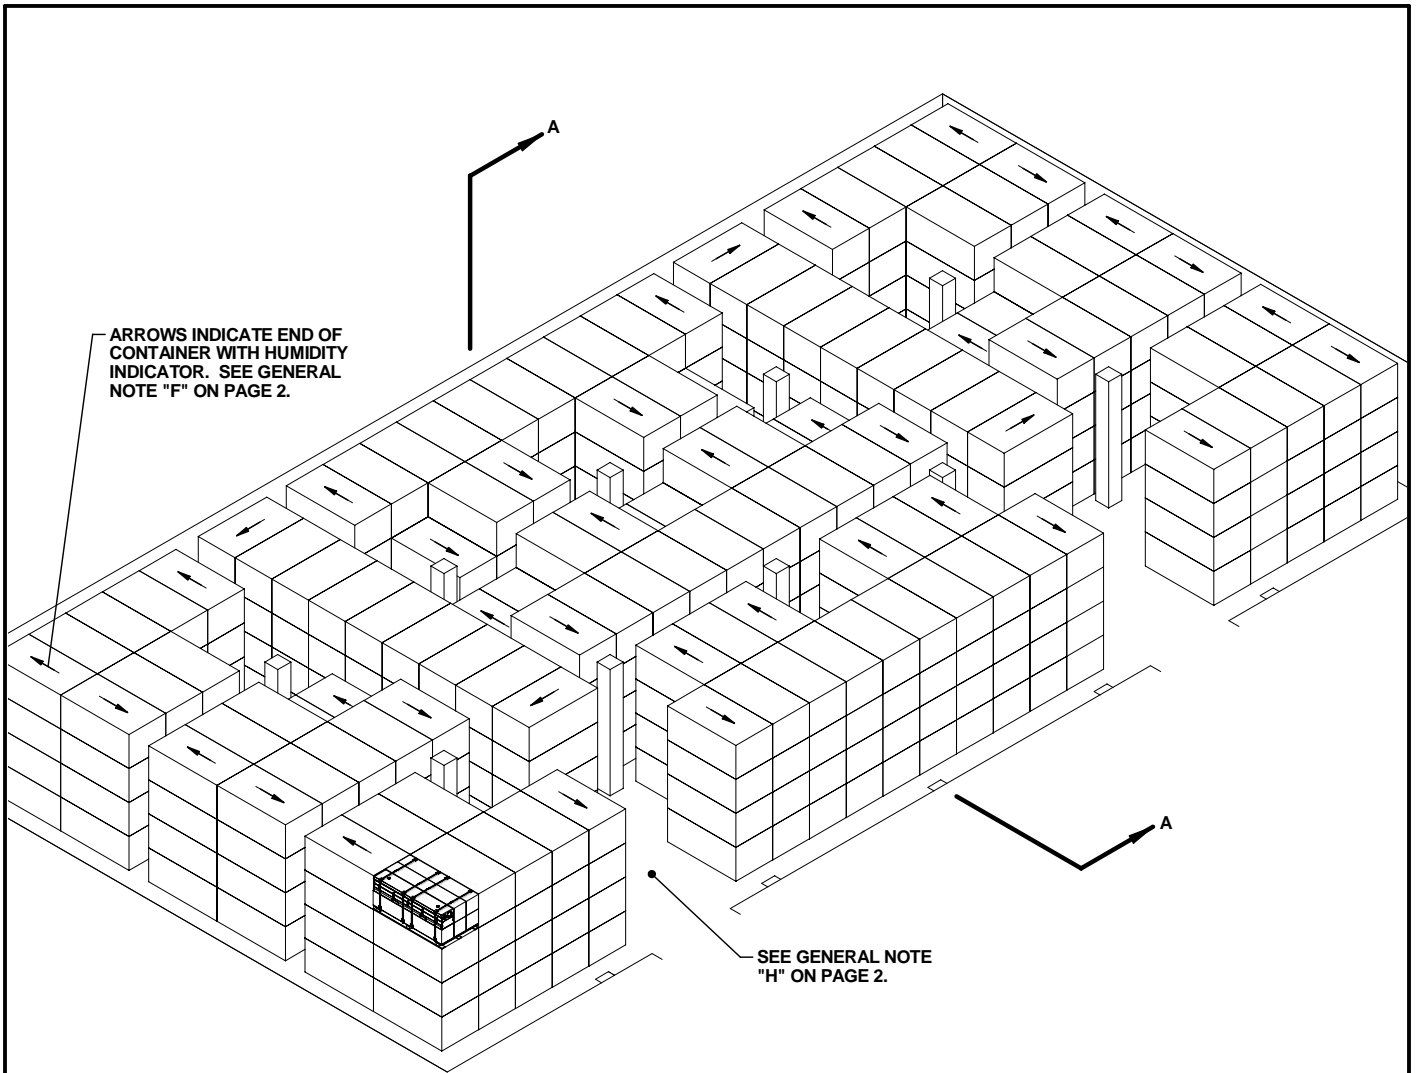 A
ARROWS INDICATE END OF
CONTAINER WITH HUMIDITY
INDICATOR. SEE GENERAL
NOTE "F" ON PAGE 2.
A
SEE GENERAL NOTE
"H" ON PAGE 2.